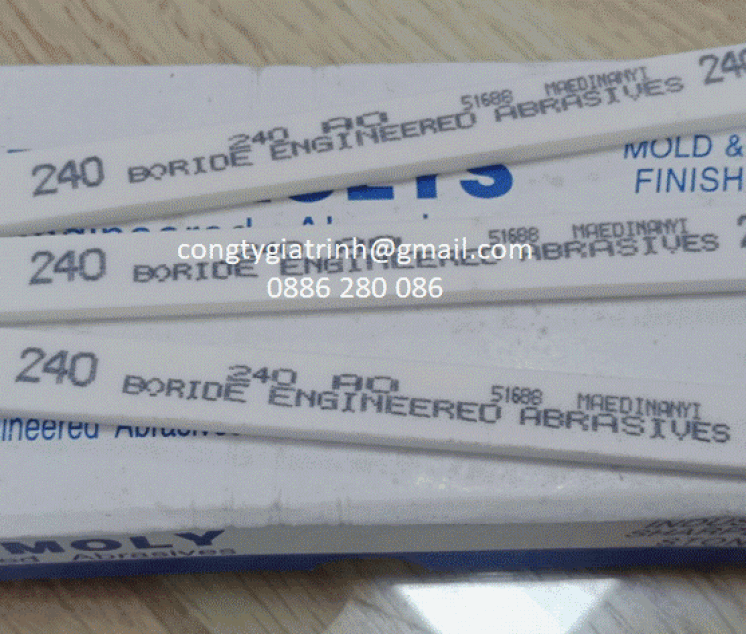 240 BORIDE 240 AO ENGINEERED 51688 ABRASIVES MAEDINANYI 240
MOLD &
FINISH
240 BORIDE ENGINEERED 51688 ABRASIVES MAEDINANYI
congtygiatrinh@gmail.com
0886 280 086
240 BORIDE 240 AO ENGINEERED 51688 ABRASIVES MAEDINANYI
MOLY
Abrasives